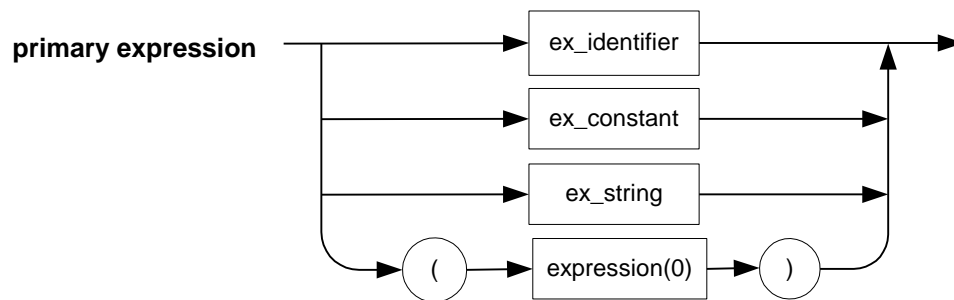 primary expression
ex_identifier
ex_constant
ex_string
( expression(0) )